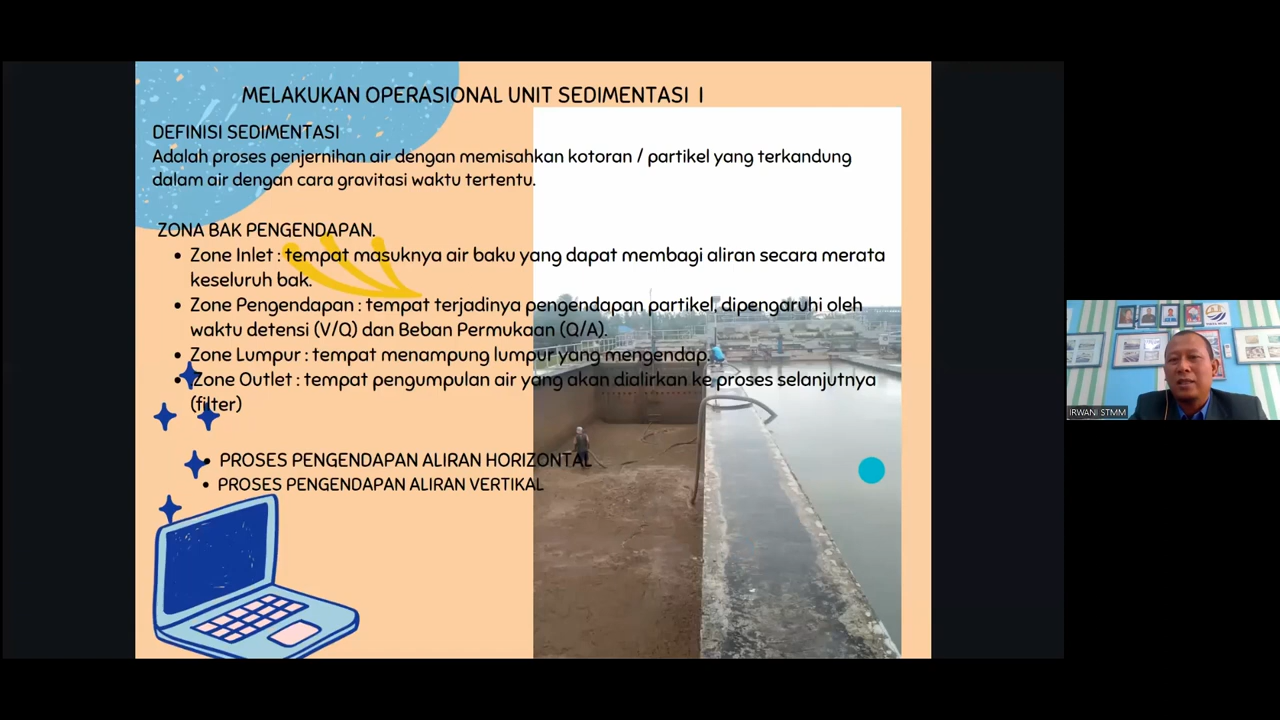 MELAKUKAN OPERASIONAL UNIT SEDIMENTASI I
DEFINISI SEDIMENTASI
Adalah proses penjernihan air dengan memisahkan kotoran / partikel yang terkandung
dalam air dengan cara gravitasi waktu tertentu.
ZONA BAK PENGENDAPAN.
• Zone Inlet : tempat masuknya air baku yang dapat membagi aliran secara merata
keseluruh bak.
• Zone Pengendapan : tempat terjadinya pengendapan partikel, dipengaruhi oleh
waktu detensi (V/Q) dan Beban Permukaan (Q/A).
• Zone Lumpur : tempat menampung lumpur yang mengendap.
• Zone Outlet : tempat pengumpulan air yang akan dialirkan ke proses selanjutnya
(filter)
• PROSES PENGENDAPAN ALIRAN HORIZONTAL
• PROSES PENGENDAPAN ALIRAN VERTIKAL
IRWANI STMM